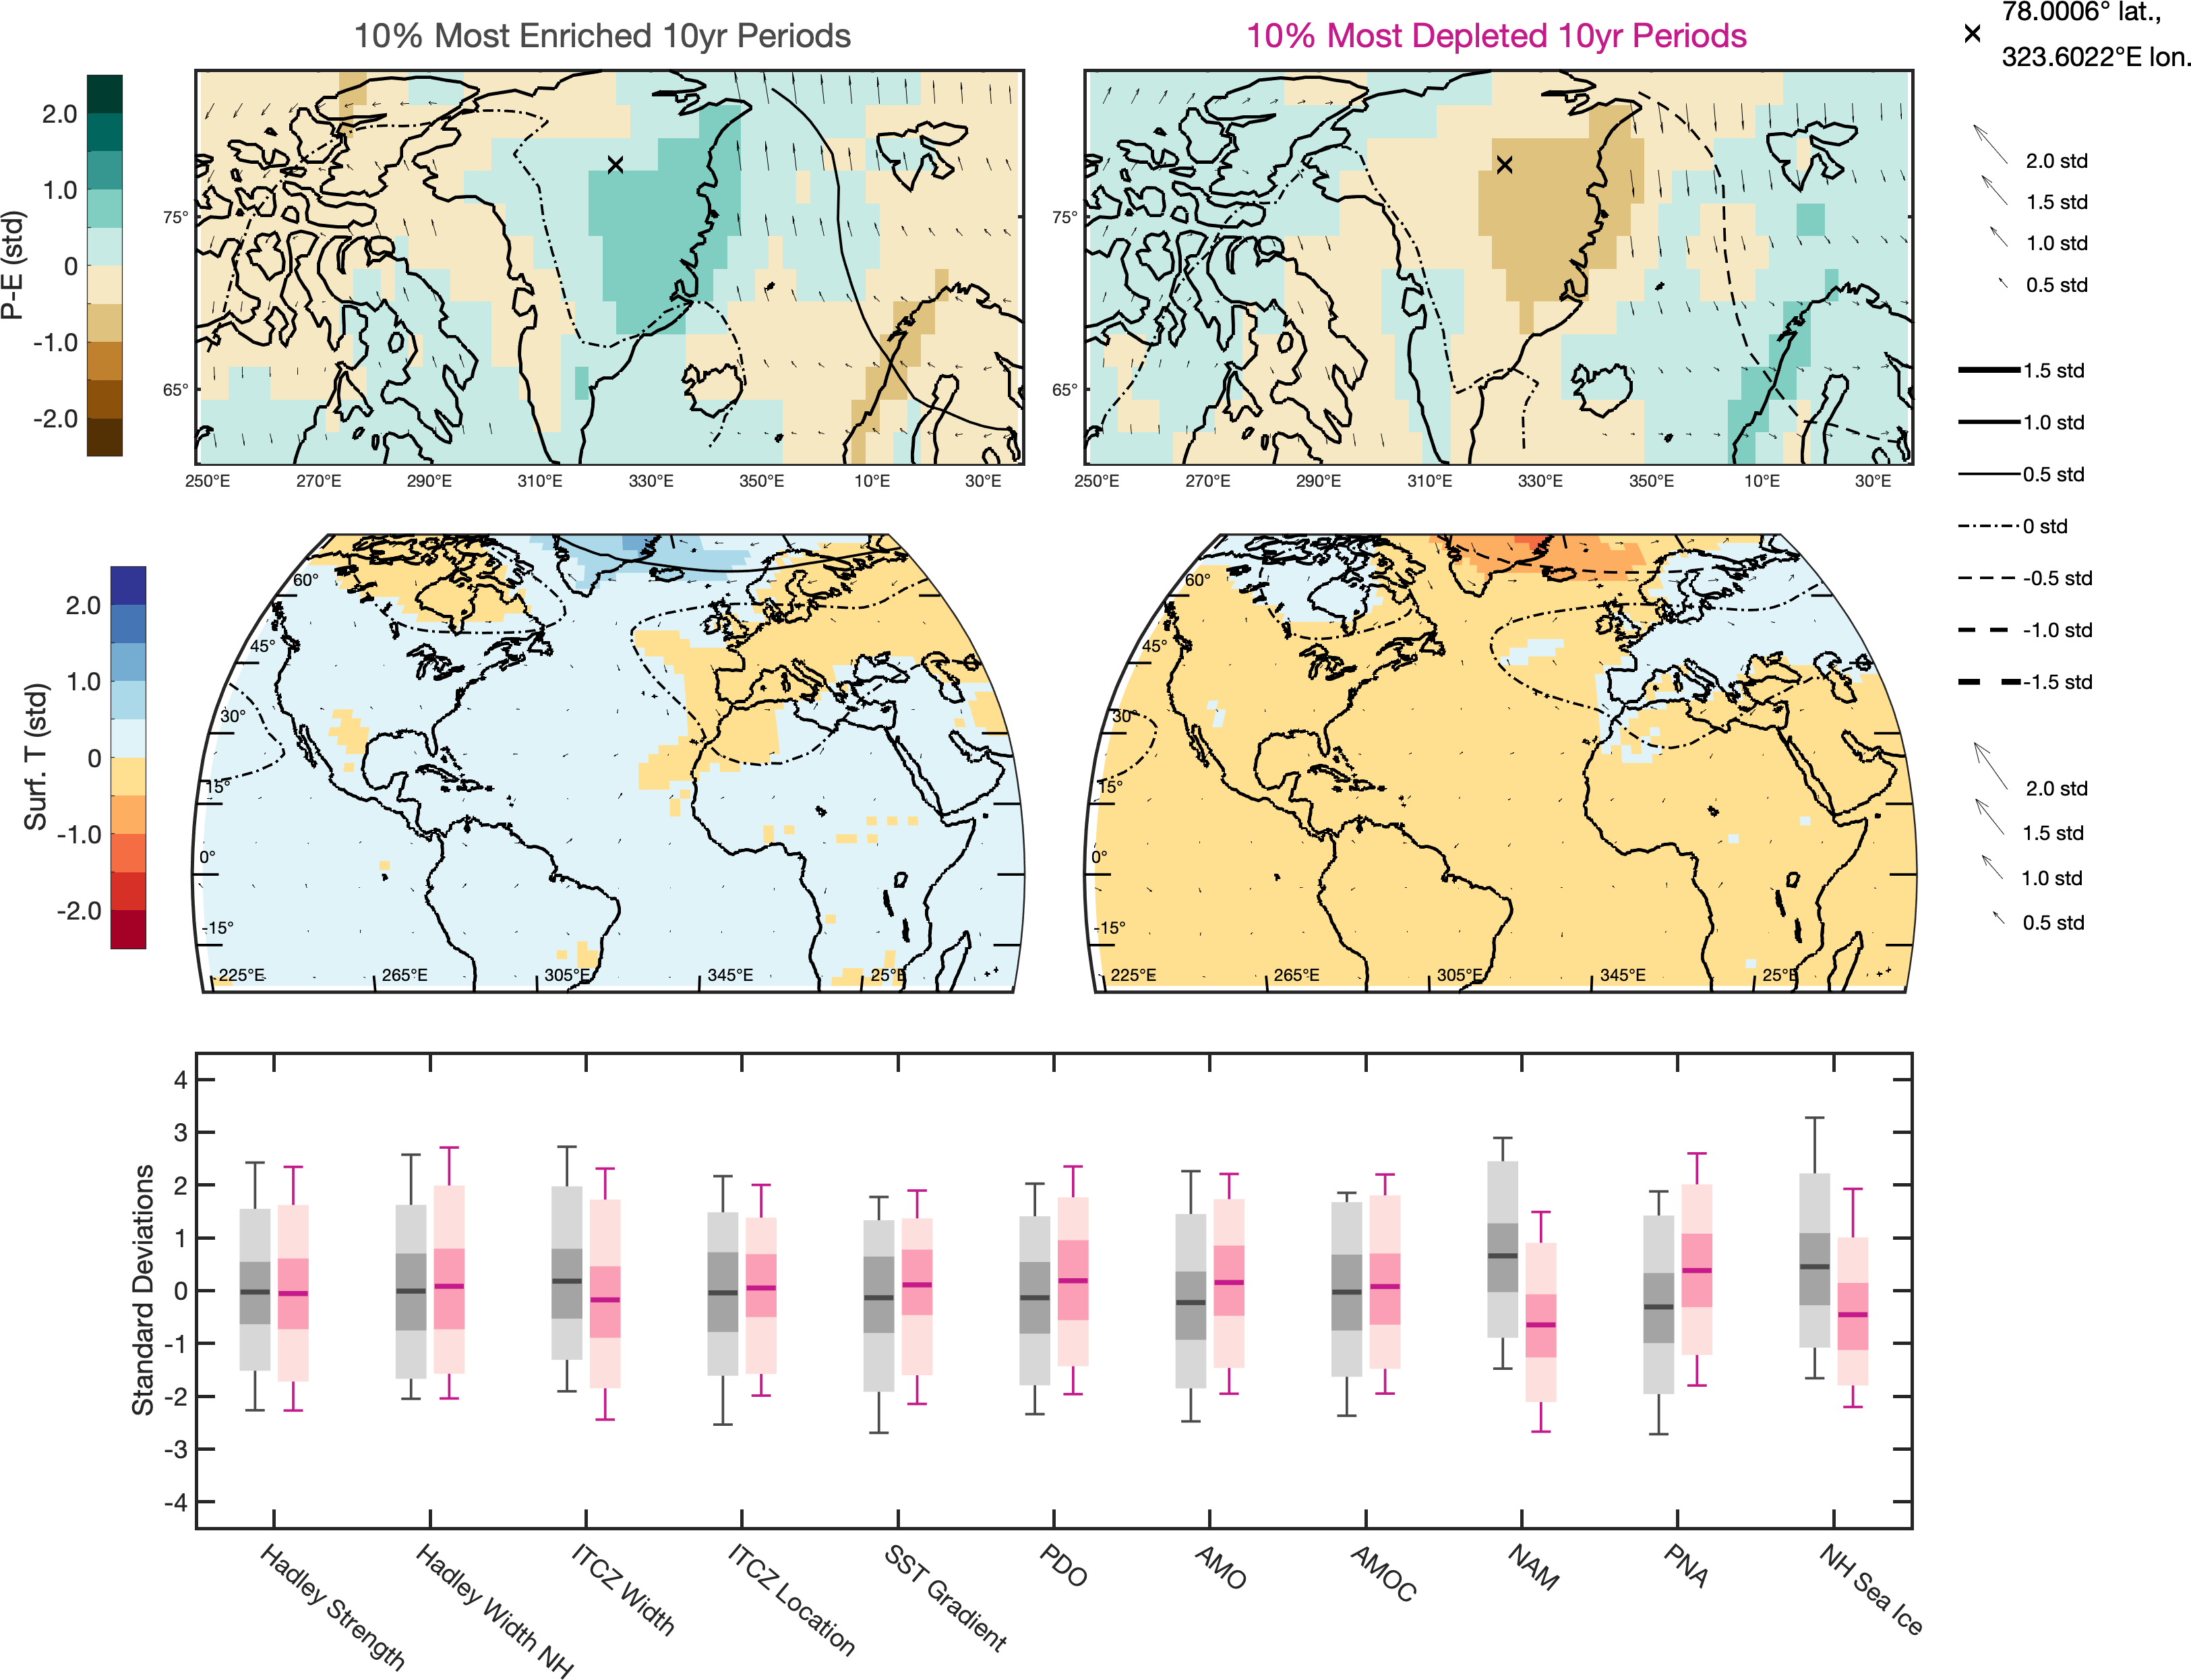 10% Most Enriched 10yr Periods
10% Most Depleted 10yr Periods
78.0006° lat.,
323.6022°E lon.
P-E (std)
2.0
1.0
0
-1.0
-2.0
75°
65°
250°E 270°E 290°E 310°E 330°E 350°E 10°E 30°E
75°
65°
250°E 270°E 290°E 310°E 330°E 350°E 10°E 30°E
2.0 std
1.5 std
1.0 std
0.5 std
1.5 std
1.0 std
0.5 std
0 std
-0.5 std
-1.0 std
-1.5 std
2.0 std
1.5 std
1.0 std
0.5 std
Surf. T (std)
2.0
1.0
0
-1.0
-2.0
60°
45°
30°
15°
0°
-15°
225°E 265°E 305°E 345°E 25°E
60°
45°
30°
15°
0°
-15°
225°E 265°E 305°E 345°E 25°E
Standard Deviations
4
3
2
1
0
-1
-2
-3
-4
Hadley Strength
Hadley Width NH
ITCZ Width
ITCZ Location
SST Gradient
PDO
AMO
AMOC
NAM
PNA
NH Sea Ice